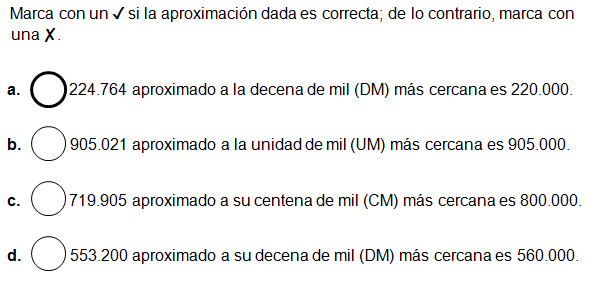 Marca con un ✓ si la aproximación dada es correcta; de lo contrario, marca con
una X.
a. 224.764 aproximado a la decena de mil (DM) más cercana es 220.000.
b. 905.021 aproximado a la unidad de mil (UM) más cercana es 905.000.
c. 719.905 aproximado a su centena de mil (CM) más cercana es 800.000.
d. 553.200 aproximado a su decena de mil (DM) más cercana es 560.000.